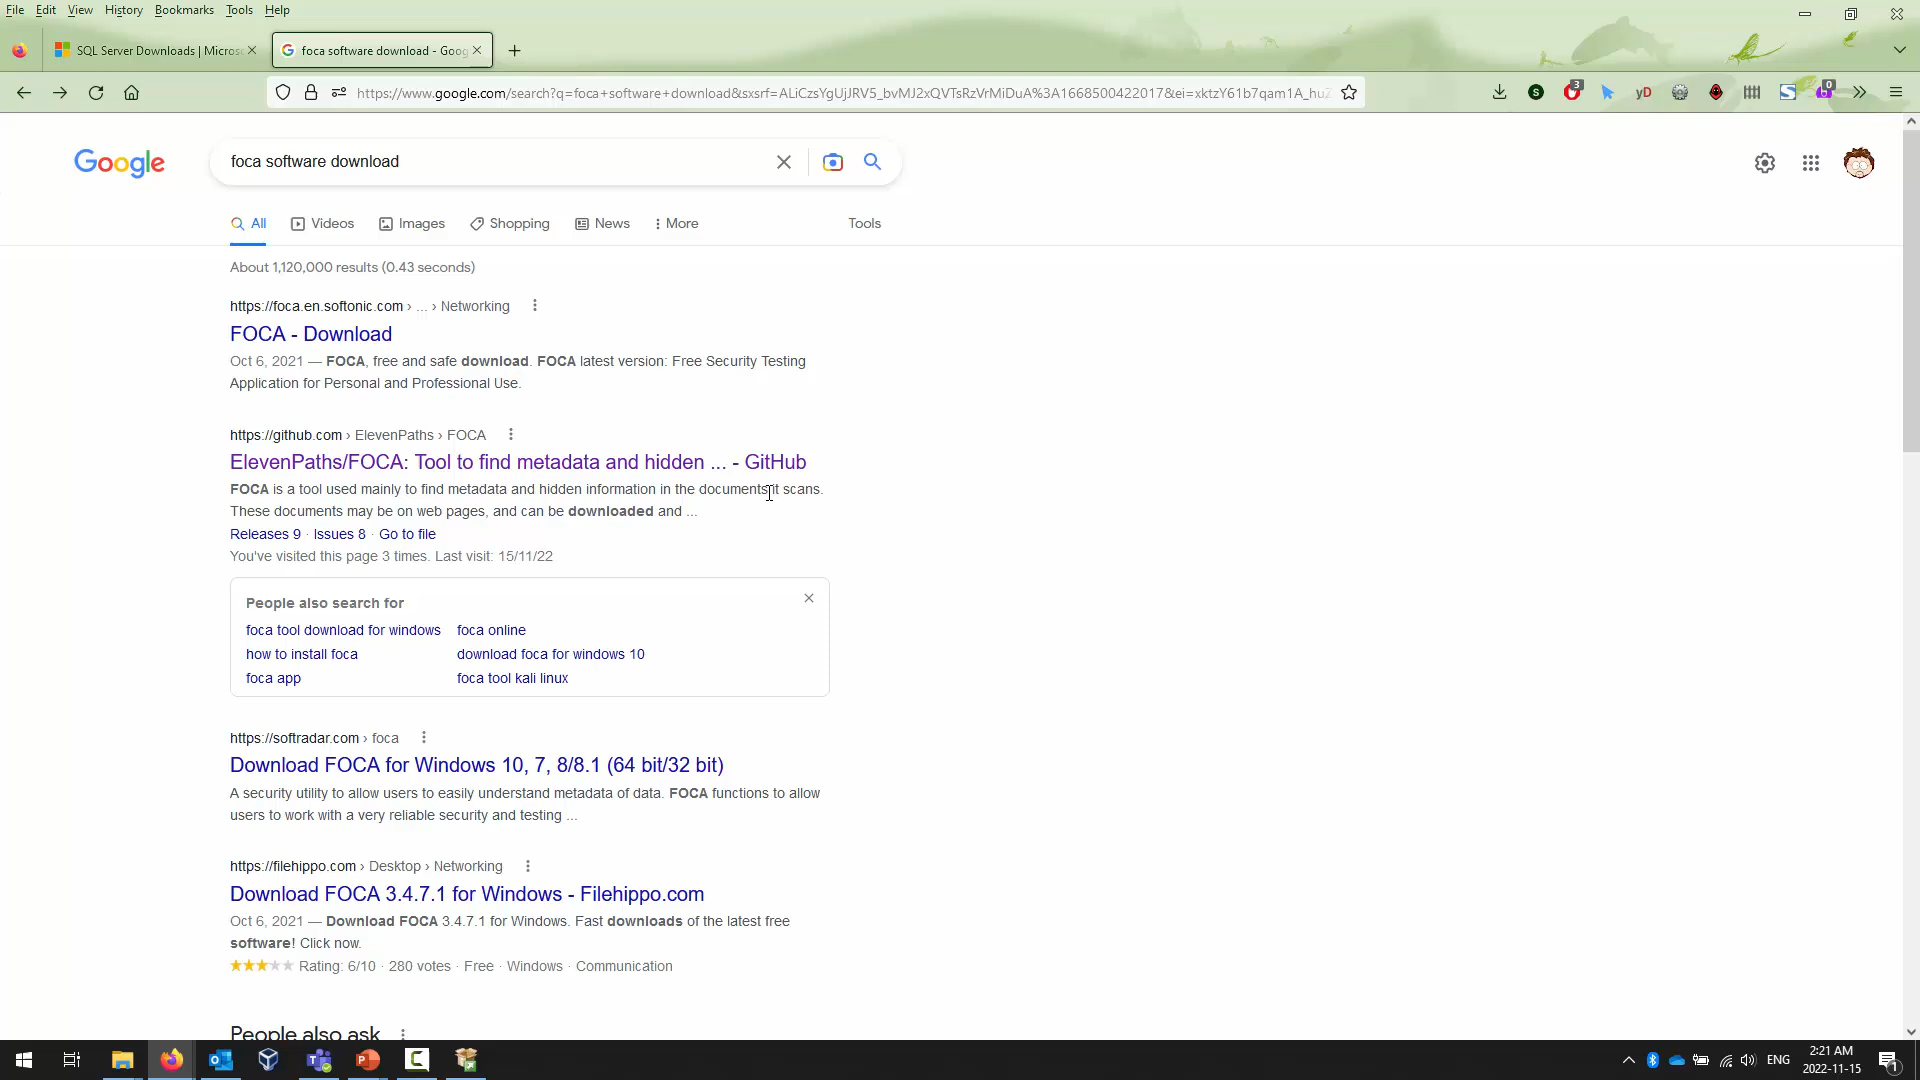 File Edit View History Bookmarks Tools Help
SQL Server Downloads | Micros
foca software download - Goog
https://www.google.com/search?q=foca+software+download&sxsrf=ALiCzsYgUjJRV5_bvMJ2xQVTsRzVrMiDuA%3A1668500422017&ei=xktzY61b7qam1A_huZ
3
yD
0
Google
foca software download
All Videos Images Shopping News More Tools
About 1,120,000 results (0.43 seconds)
https://foca.en.softonic.com › ... › Networking
FOCA - Download
Oct 6, 2021 — FOCA, free and safe download. FOCA latest version: Free Security Testing
Application for Personal and Professional Use.
https://github.com › ElevenPaths › FOCA
ElevenPaths/FOCA: Tool to find metadata and hidden ... - GitHub
FOCA is a tool used mainly to find metadata and hidden information in the documents it scans.
These documents may be on web pages, and can be downloaded and ...
Releases 9 · Issues 8 · Go to file
You've visited this page 3 times. Last visit: 15/11/22
People also search for
foca tool download for windows foca online
how to install foca download foca for windows 10
foca app foca tool kali linux
https://softradar.com › foca
Download FOCA for Windows 10, 7, 8/8.1 (64 bit/32 bit)
A security utility to allow users to easily understand metadata of data. FOCA functions to allow
users to work with a very reliable security and testing ...
https://filehippo.com › Desktop › Networking
Download FOCA 3.4.7.1 for Windows - Filehippo.com
Oct 6, 2021 — Download FOCA 3.4.7.1 for Windows. Fast downloads of the latest free
software! Click now.
Rating: 6/10 · 280 votes · Free · Windows · Communication
People also ask
ENG
2:21 AM
2022-11-15
1